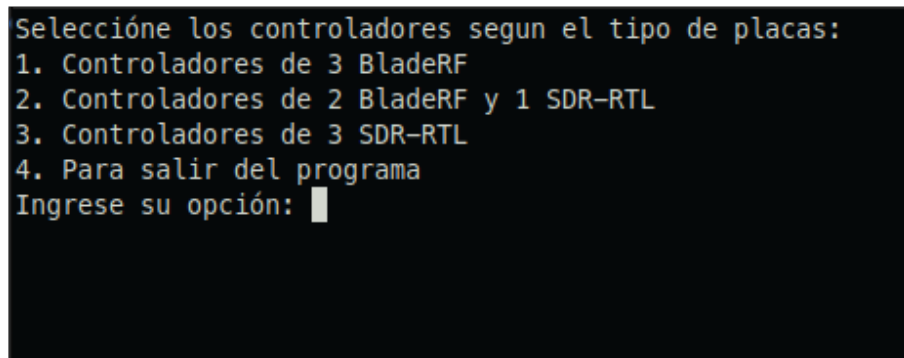 Seleccióne los controladores segun el tipo de placas:
1. Controladores de 3 BladeRF
2. Controladores de 2 BladeRF y 1 SDR-RTL
3. Controladores de 3 SDR-RTL
4. Para salir del programa
Ingrese su opción: